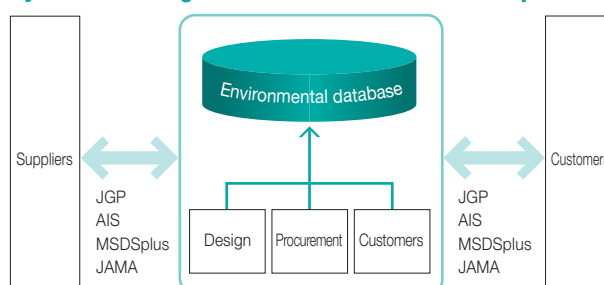 Environmental database
Suppliers
Customers
JGP
AIS
MSDSplus
JAMA
Design
Procurement
Customers
JGP
AIS
MSDSplus
JAMA